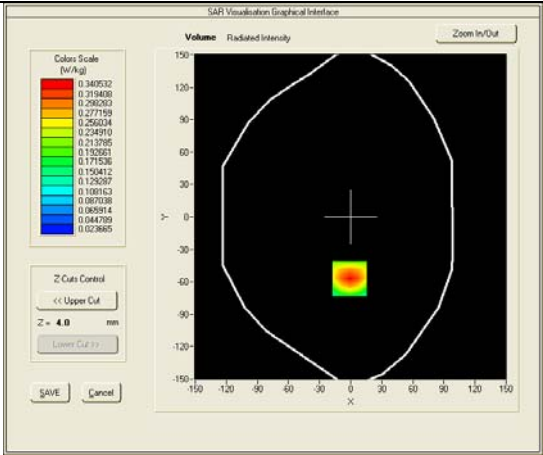 SAR Visualisation Graphical Interface
Volume Radiated Intensity
Zoom In/Out
Colors Scale
(W/kg)
0.340532
0.319408
0.298283
0.277159
0.256034
0.234910
0.213785
0.192661
0.171536
0.150412
0.129287
0.108163
0.087038
0.065914
0.044789
0.023665
Z-Cuts Control
<< Upper Cut
Z = 4.0 mm
Lower Cut >>
SAVE Cancel
150
120
90
60
30
0
-30
-60
-90
-120
-150
Y
-150 -120 -90 -60 -30 0 30 60 90 120 150
X